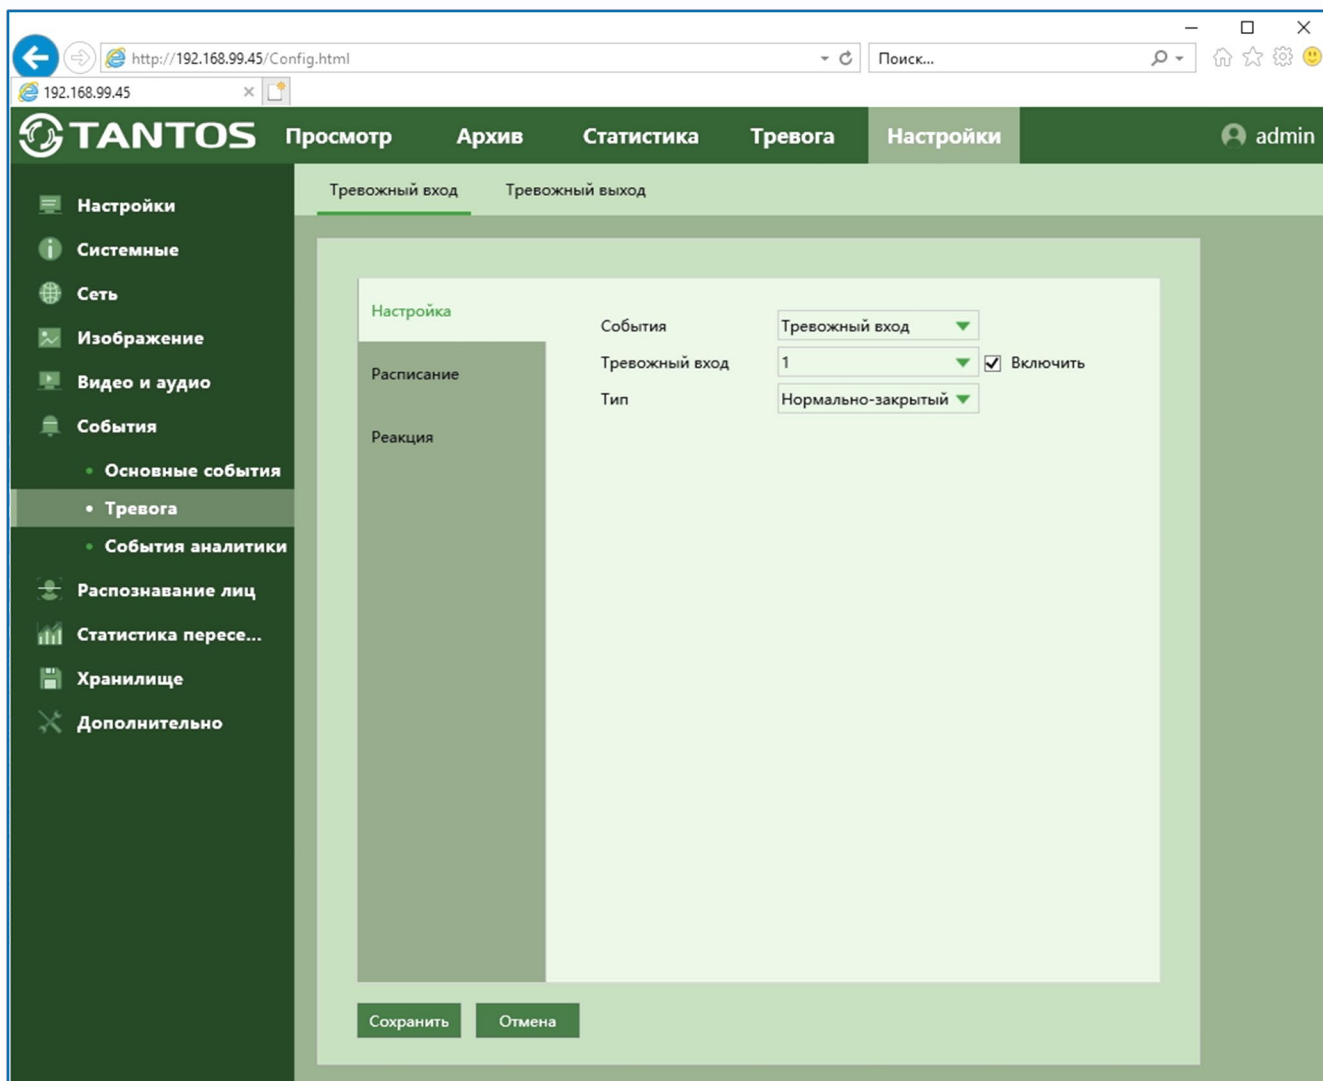 http://192.168.99.45/Config.html
Поиск...
192.168.99.45
TANTOS
Просмотр
Архив
Статистика
Тревога
Настройки
admin
Тревожный вход
Тревожный выход
Настройки
Системные
Сеть
Изображение
Видео и аудио
События
Основные события
Тревога
События аналитики
Распознавание лиц
Статистика пересе...
Хранилище
Дополнительно
Настройка
Расписание
Реакция
События
Тревожный вход
Тревожный вход
1
Включить
Тип
Нормально-закрытый
Сохранить
Отмена